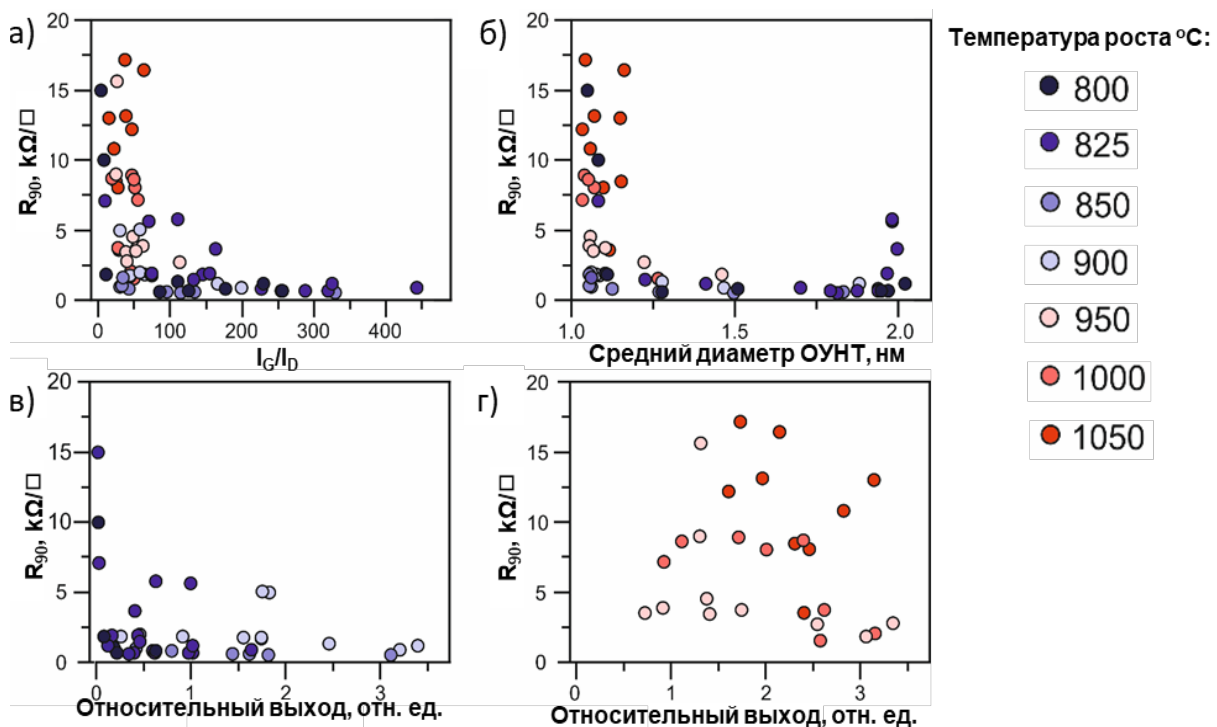 а)
20
15
10
5
0
R₉₀, kΩ/□
0 100 200 300 400
I_G/I_D
б)
20
15
10
5
0
R₉₀, kΩ/□
1.0 1.5 2.0
Средний диаметр ОУНТ, нм
Температура роста ᵒС:
800
825
850
900
950
1000
1050
в)
20
15
10
5
0
R₉₀, kΩ/□
0 1 2 3
Относительный выход, отн. ед.
г)
20
15
10
5
0
R₉₀, kΩ/□
0 1 2 3
Относительный выход, отн. ед.